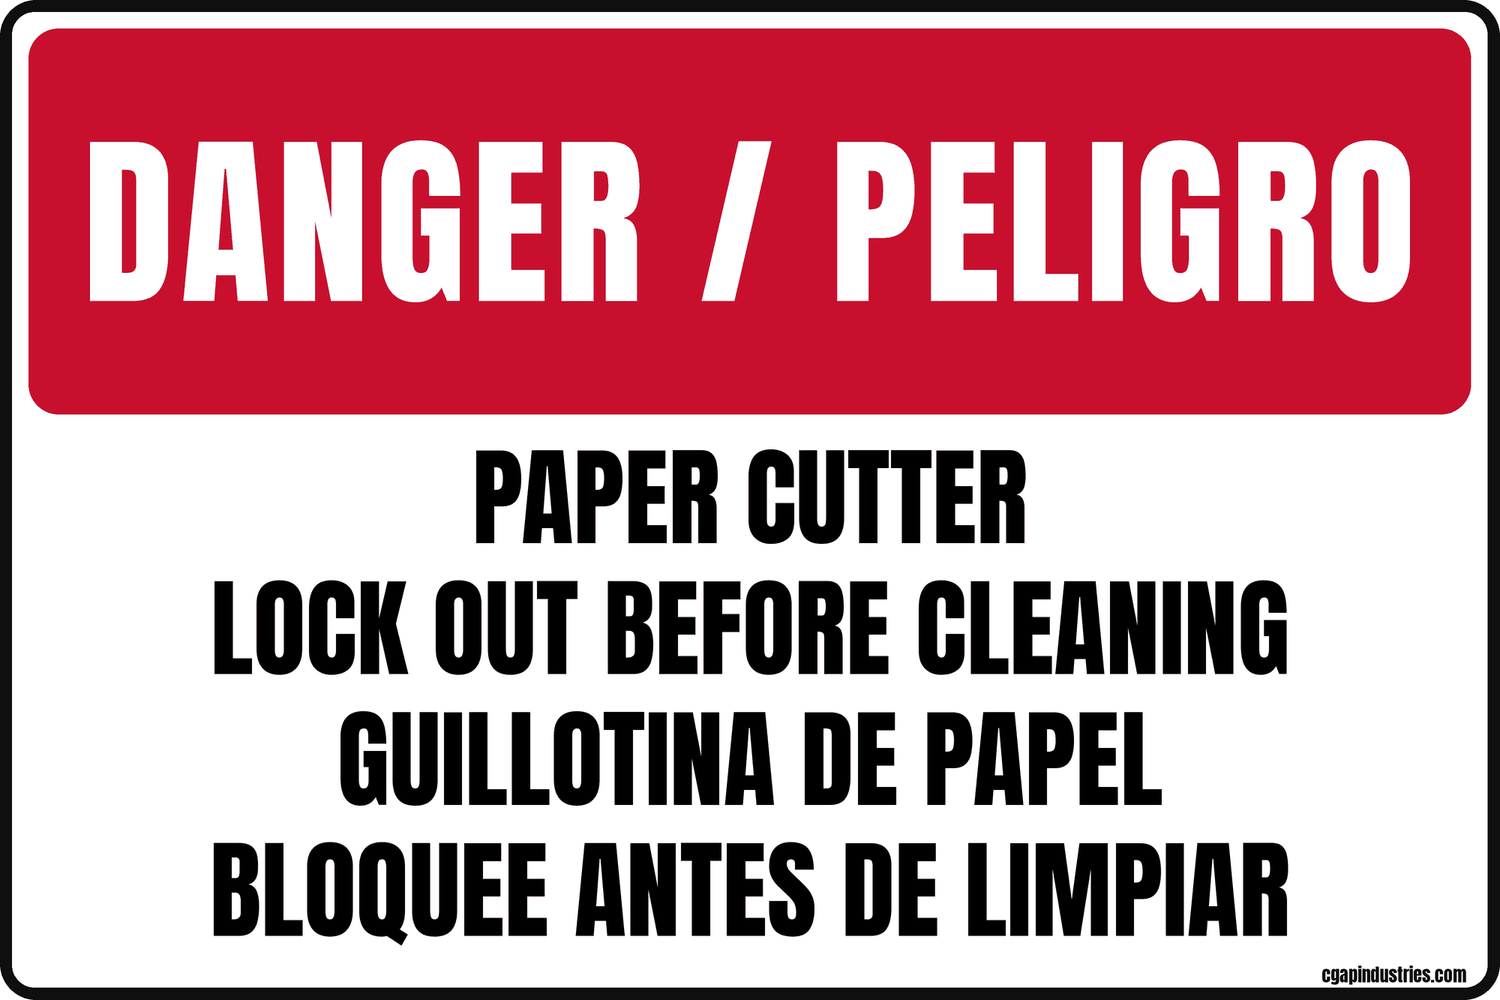 DANGER / PELIGRO
PAPER CUTTER
LOCK OUT BEFORE CLEANING
GUILLOTINA DE PAPEL
BLOQUEE ANTES DE LIMPIAR
cgapindustries.com